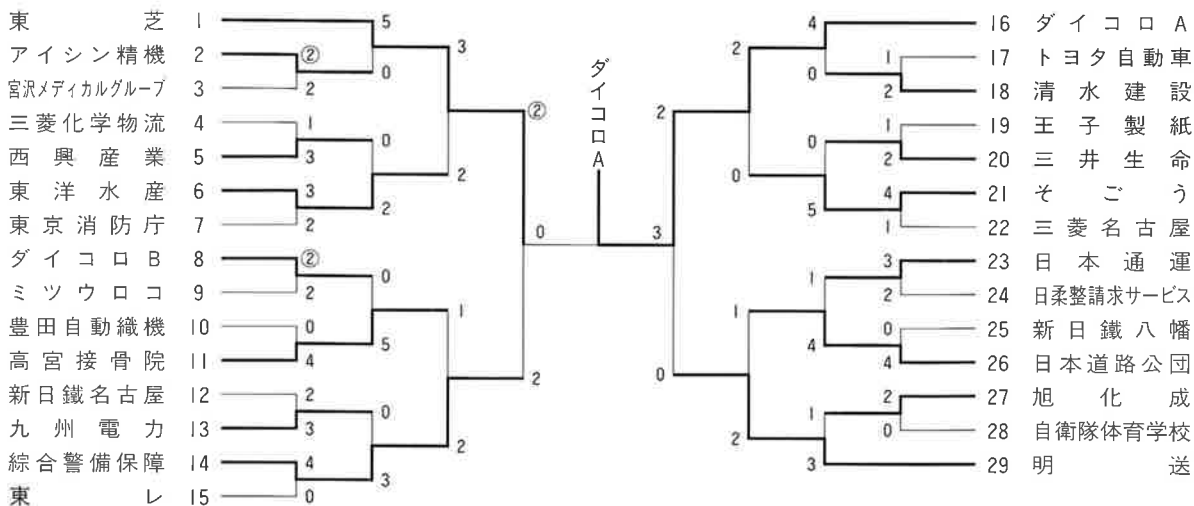 東芝 1
アイシン精機 2
宮沢メディカルグループ 3
三菱化学物流 4
西興産業 5
東洋水産 6
東京消防庁 7
ダイコロB 8
ミツウロコ 9
豊田自動織機 10
高宮接骨院 11
新日鐵名古屋 12
九州電力 13
綜合警備保障 14
東レ 15
5
② 0
2
1 0
3
3 2
2
② 0
2
0 5
4
2 0
3
4 3
0
3
2
1
2
②
2
0
ダイコロA
3
2
0
2
0
1
2
4
0
1
2
0
1
2
5
4
1
1
3
2
4
0
4
1
2
0
3
16 ダイコロA
17 トヨタ自動車
18 清水建設
19 王子製紙
20 三井生命
21 そごう
22 三菱名古屋
23 日本通運
24 日柔整請求サービス
25 新日鐵八幡
26 日本道路公団
27 旭化成
28 自衛隊体育学校
29 明送